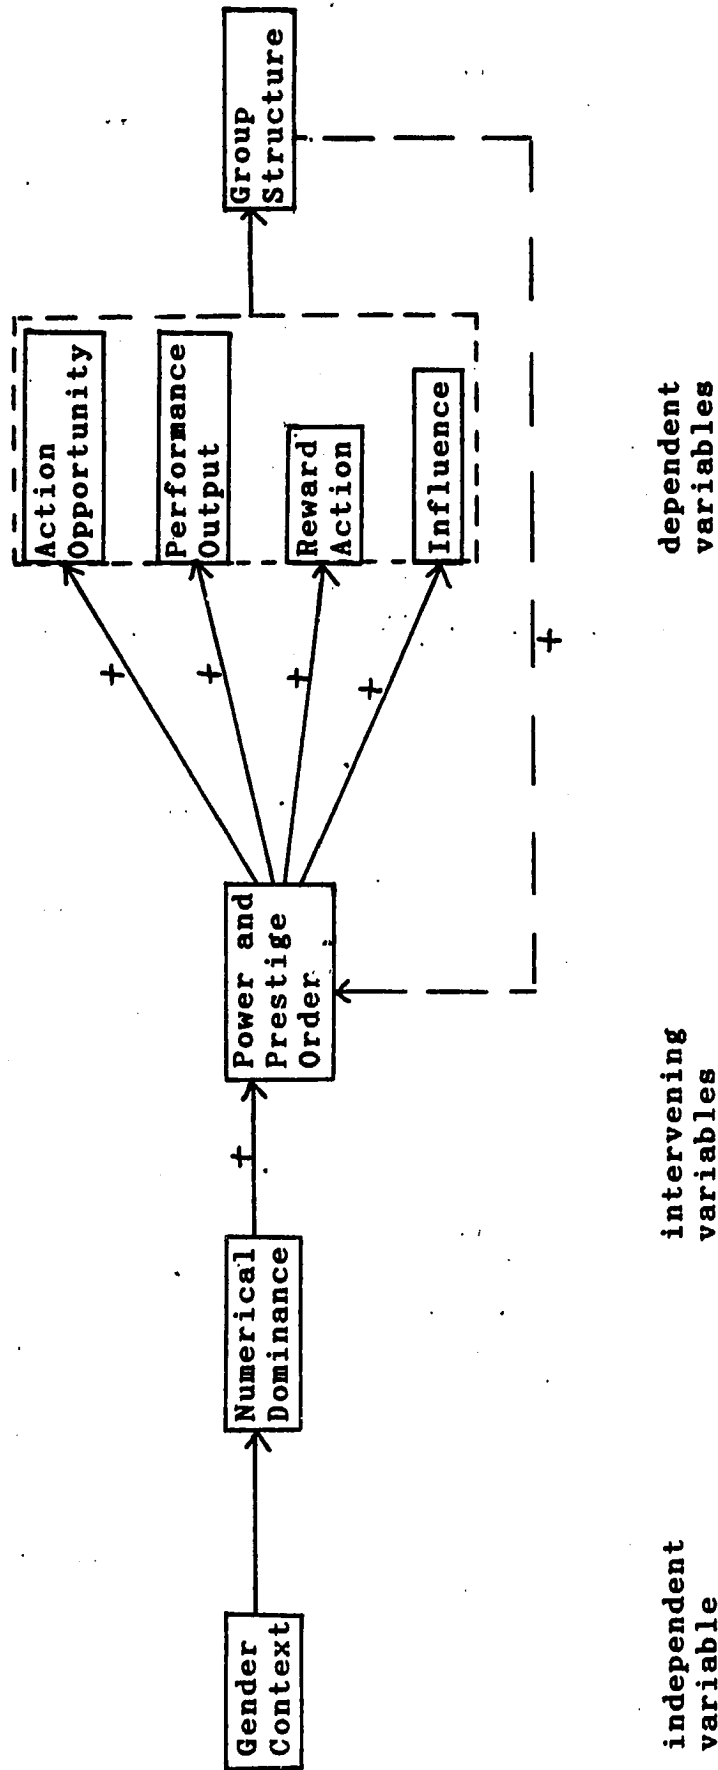 Gender
Context
Numerical
Dominance
+
Power and
Prestige
Order
+
+
+
+
Action
Opportunity
Performance
Output
Reward
Action
Influence
Group
Structure
+
independent
variable
intervening
variables
dependent
variables